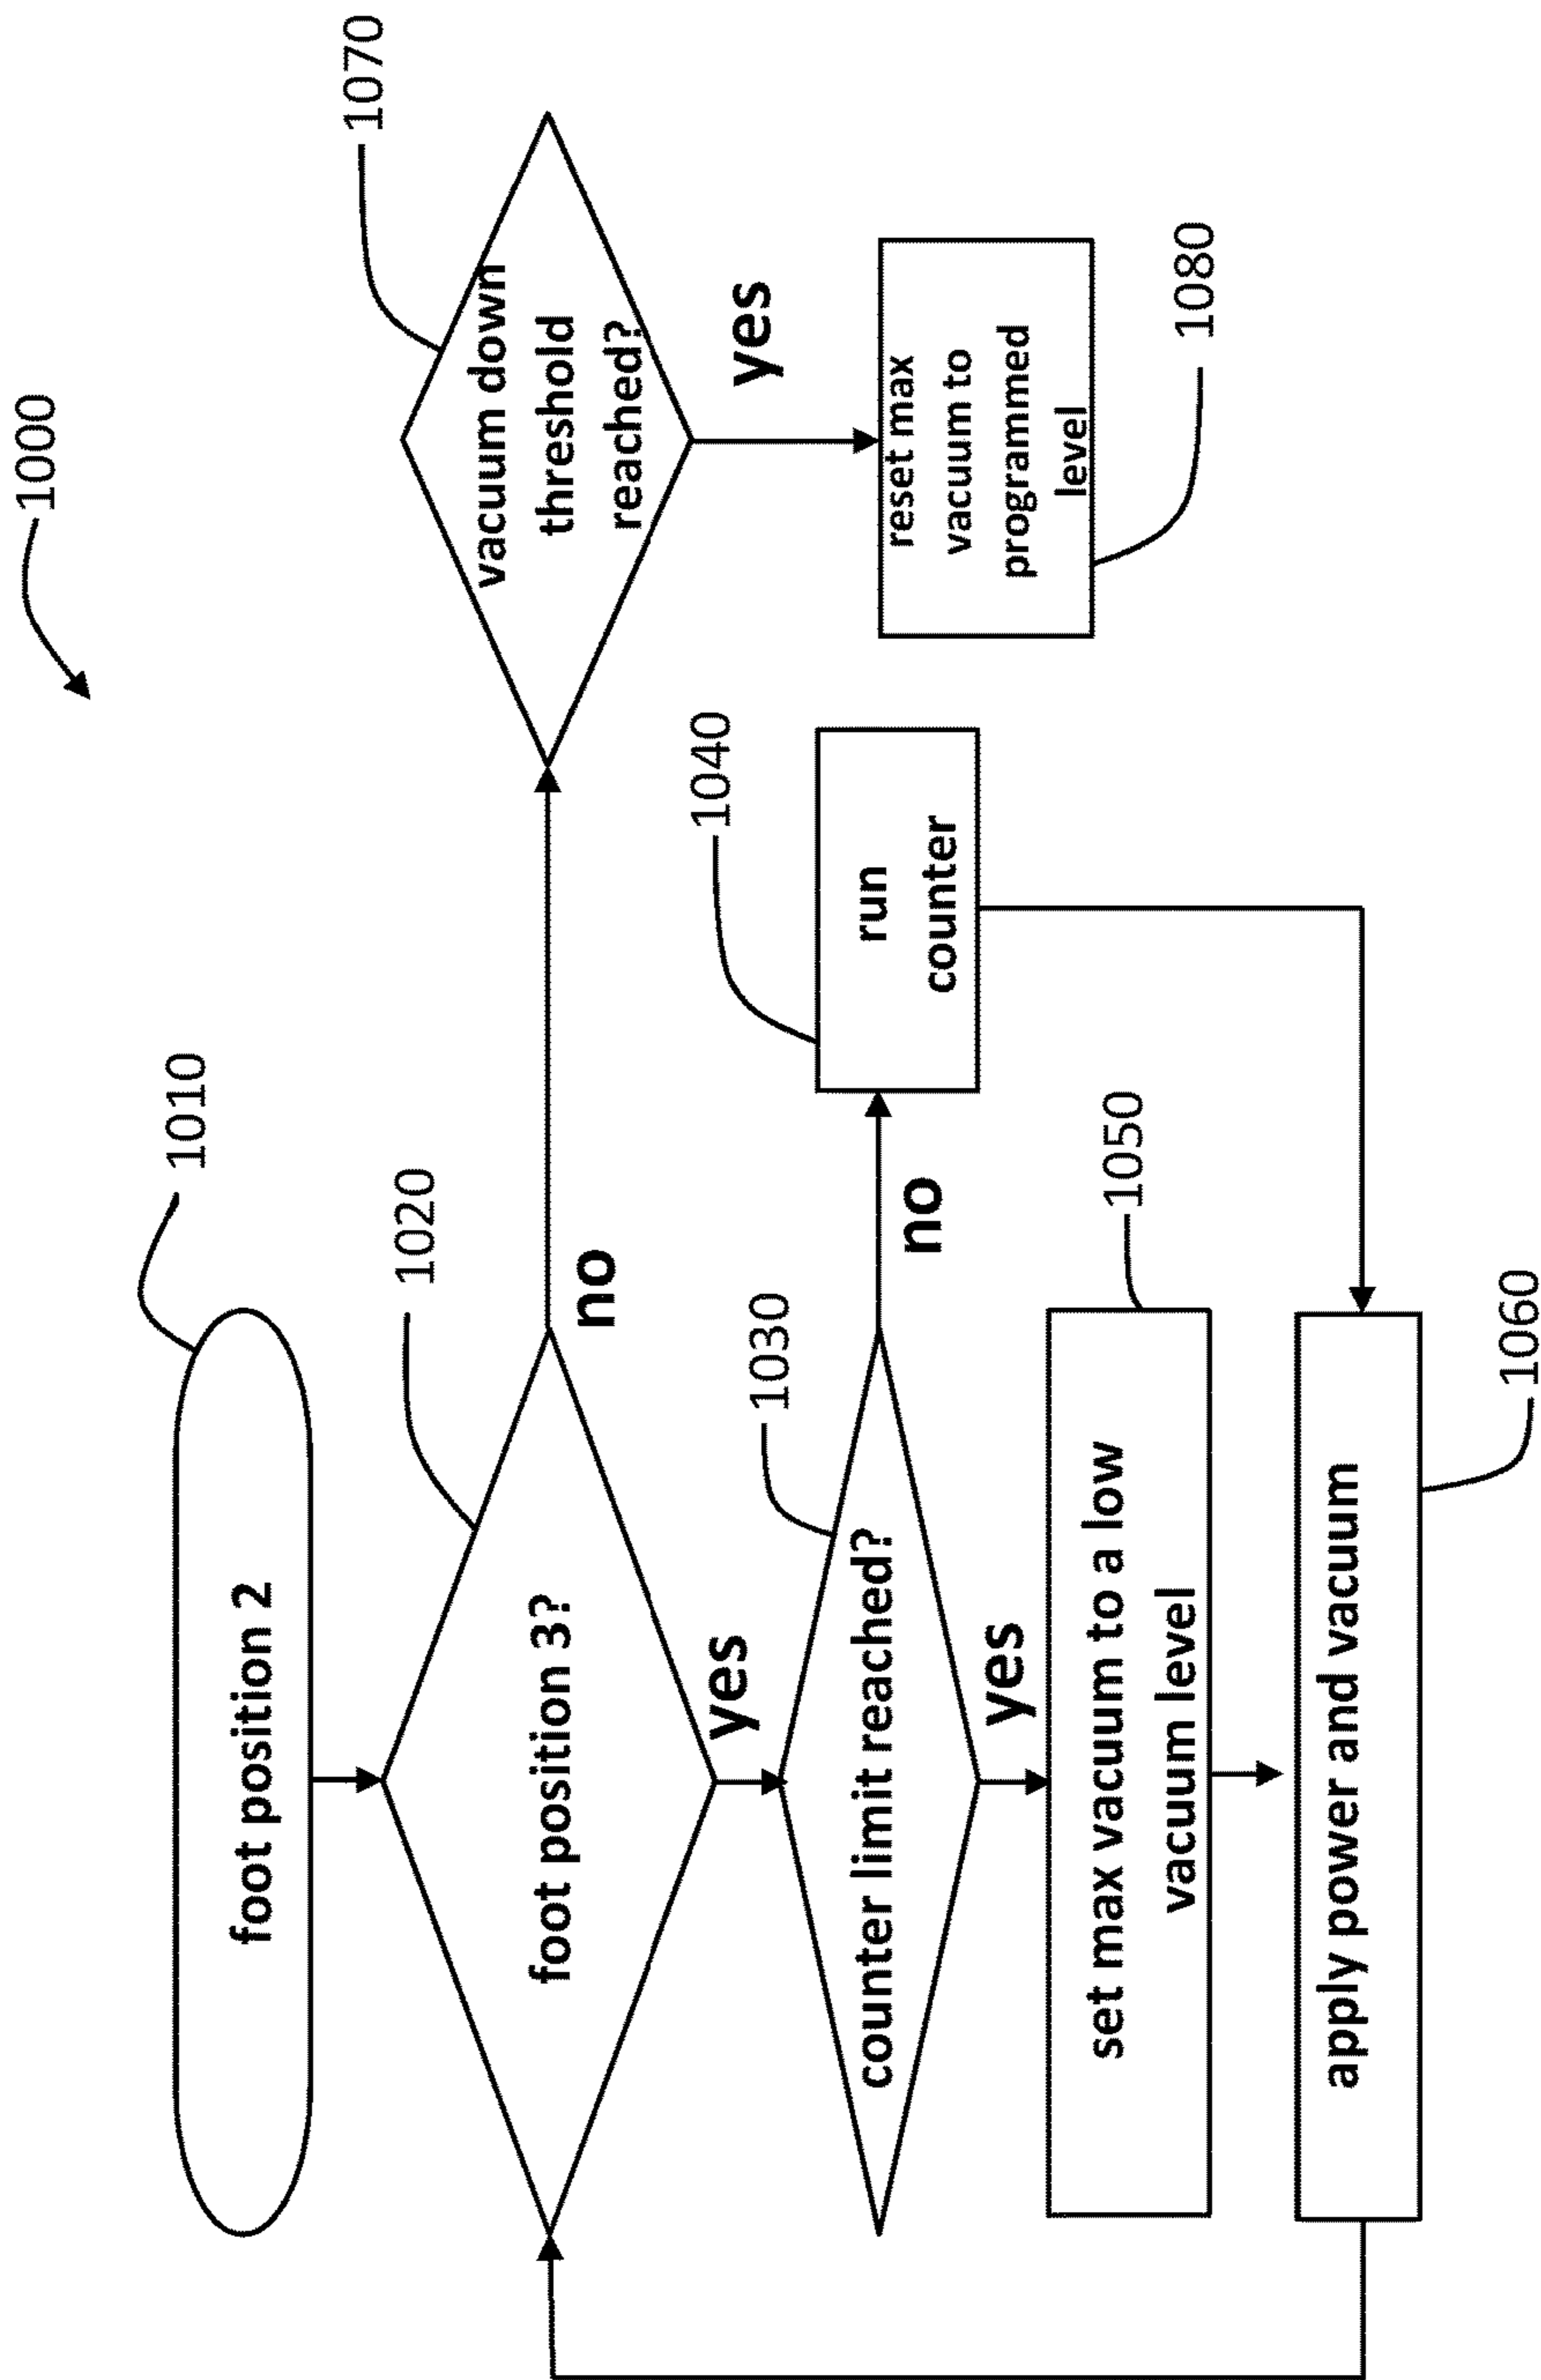 1000
1010
foot position 2
1020
foot position 3?
no
yes
1070
vacuum down
threshold
reached?
yes
1030
counter limit reached?
no
yes
1040
run
counter
reset max
vacuum to
programmed
level
1080
1050
set max vacuum to a low
vacuum level
apply power and vacuum
1060